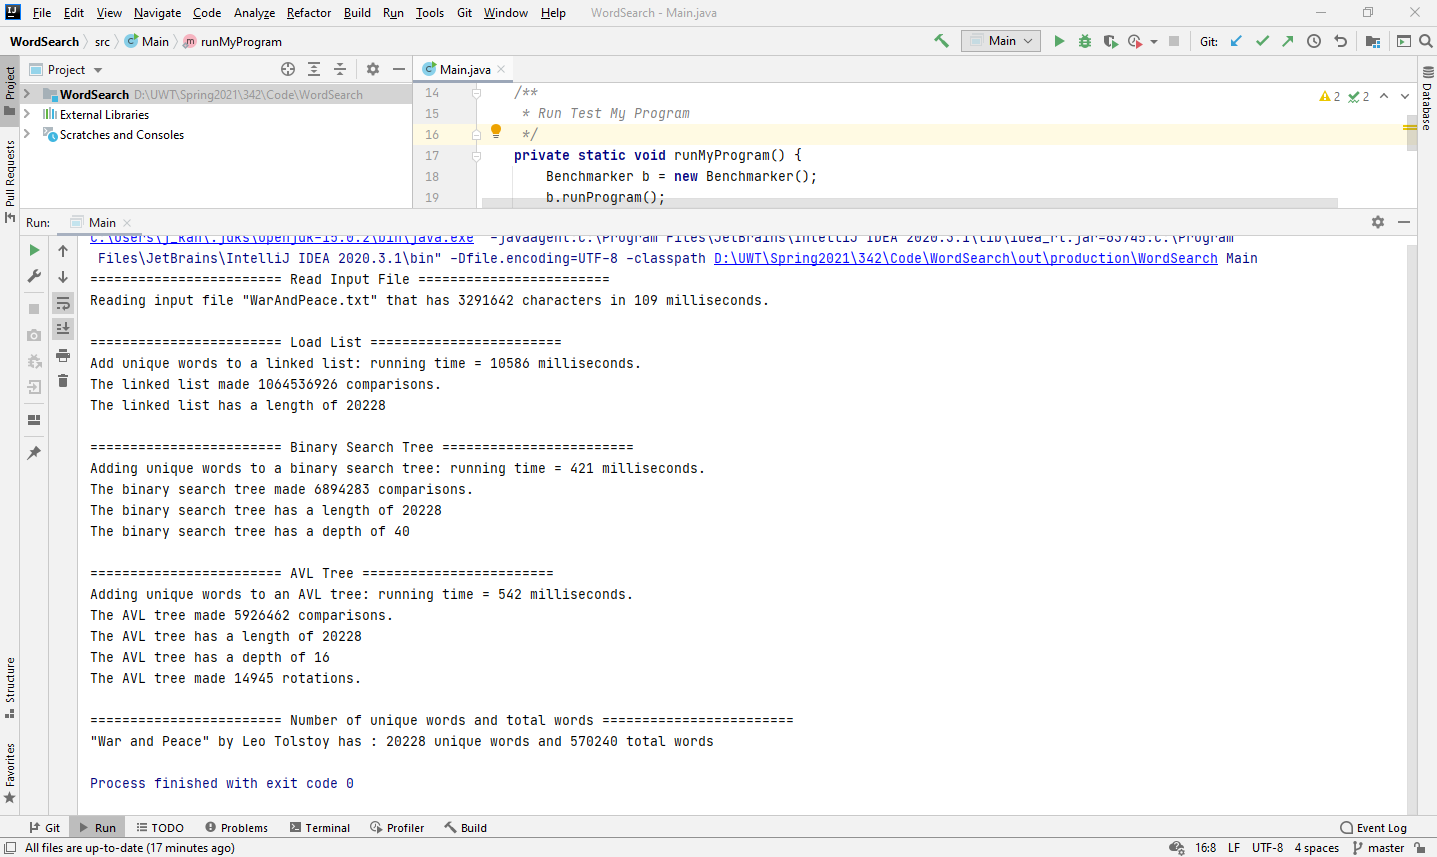 File Edit View Navigate Code Analyze Refactor Build Run Tools Git Window Help WordSearch - Main.java
WordSearch src Main runMyProgram Main Git:
Project
Main.java
WordSearch D:\UWT\Spring2021\342\Code\WordSearch
External Libraries
Scratches and Consoles
Project
Pull Requests
Structure
Favorites
Database
14 /**
15 * Run Test My Program
16 */
17 private static void runMyProgram() {
18 Benchmarker b = new Benchmarker();
19 b.runProgram();
2 2
Run: Main
C:\Users\j_kah\.jdks\openjdk-15.0.2\bin\java.exe "-javaagent:C:\Program Files\JetBrains\IntelliJ IDEA 2020.3.1\lib\idea_rt.jar=63745:C:\Program
Files\JetBrains\IntelliJ IDEA 2020.3.1\bin" -Dfile.encoding=UTF-8 -classpath D:\UWT\Spring2021\342\Code\WordSearch\out\production\WordSearch Main
======================== Read Input File ========================
Reading input file "WarAndPeace.txt" that has 3291642 characters in 109 milliseconds.
======================== Load List ========================
Add unique words to a linked list: running time = 10586 milliseconds.
The linked list made 1064536926 comparisons.
The linked list has a length of 20228
======================== Binary Search Tree ========================
Adding unique words to a binary search tree: running time = 421 milliseconds.
The binary search tree made 6894283 comparisons.
The binary search tree has a length of 20228
The binary search tree has a depth of 40
======================== AVL Tree ========================
Adding unique words to an AVL tree: running time = 542 milliseconds.
The AVL tree made 5926462 comparisons.
The AVL tree has a length of 20228
The AVL tree has a depth of 16
The AVL tree made 14945 rotations.
======================== Number of unique words and total words ========================
"War and Peace" by Leo Tolstoy has : 20228 unique words and 570240 total words
Process finished with exit code 0
Git Run TODO Problems Terminal Profiler Build Event Log
All files are up-to-date (17 minutes ago) 16:8 LF UTF-8 4 spaces master